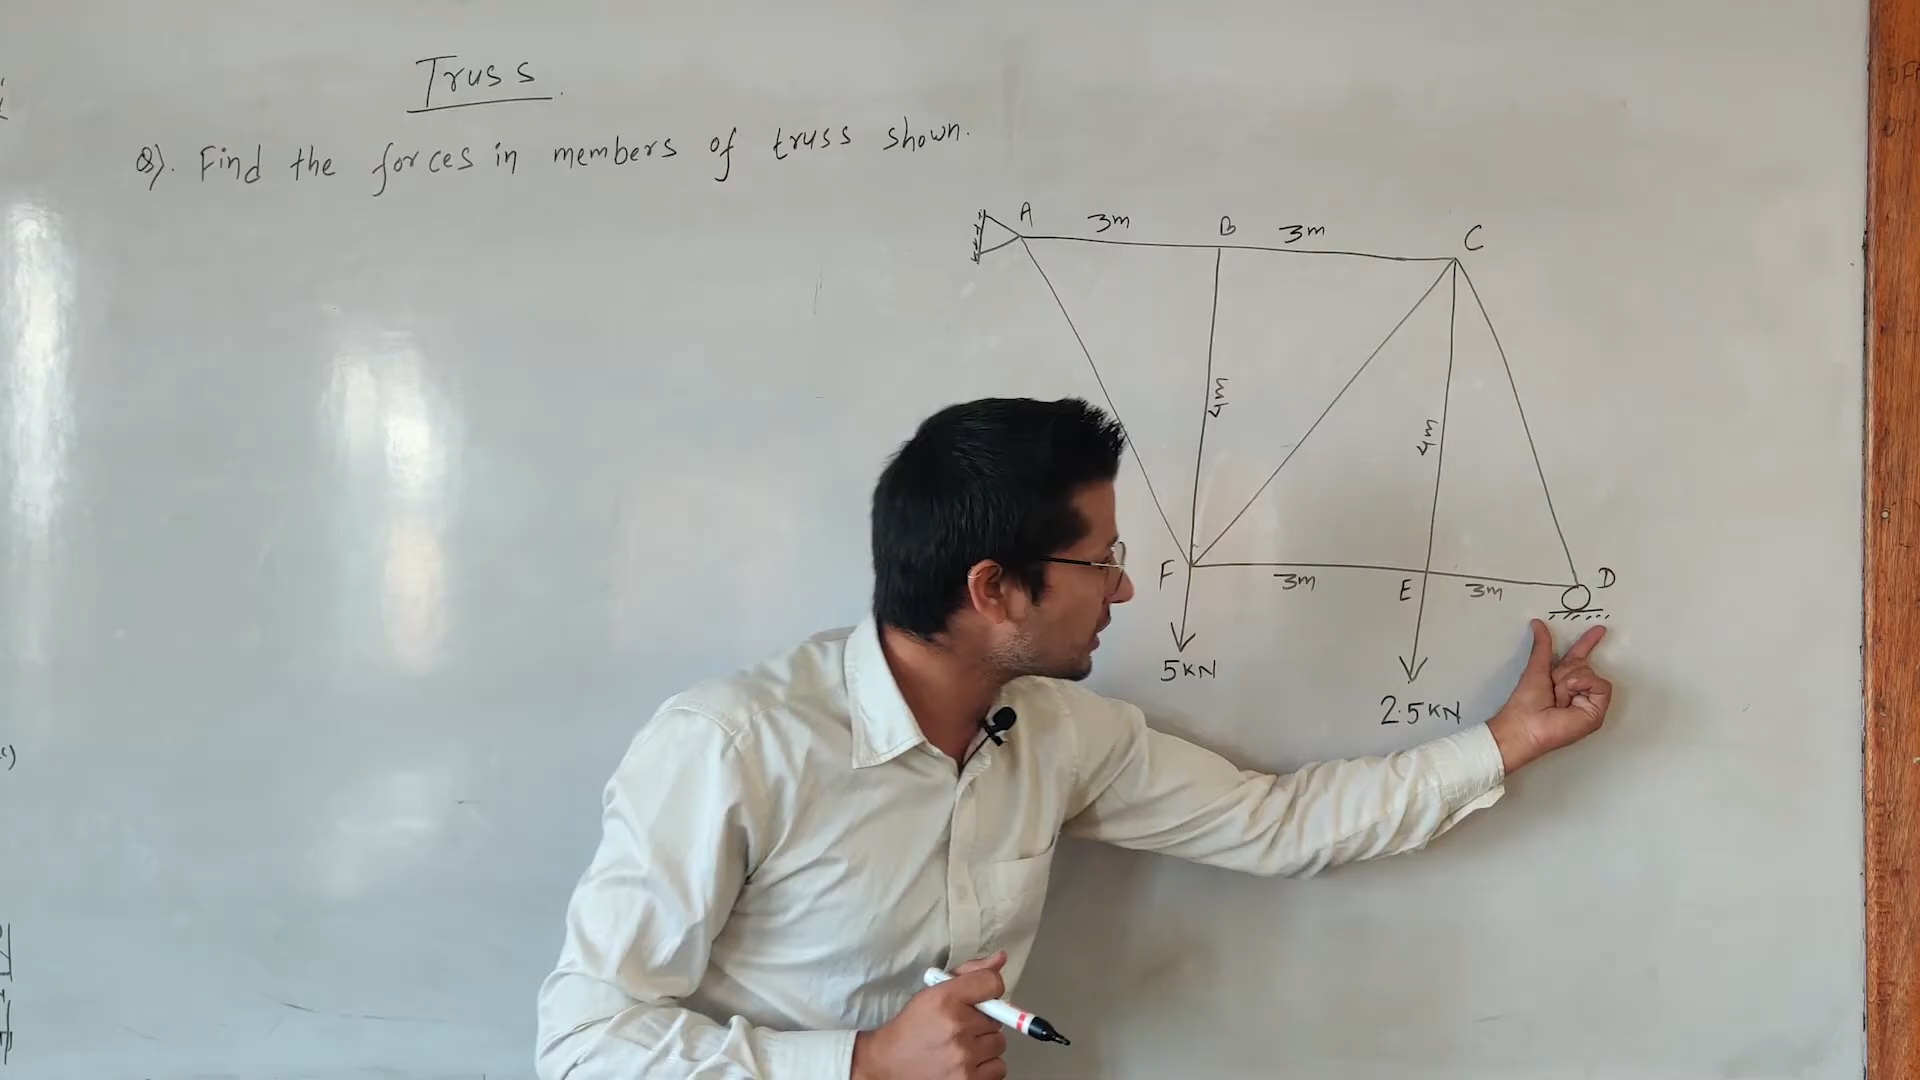 Truss
Q). Find the forces in members of truss shown.
A 3m B 3m C
4m
4m
F 3m E 3m D
5KN
2.5KN